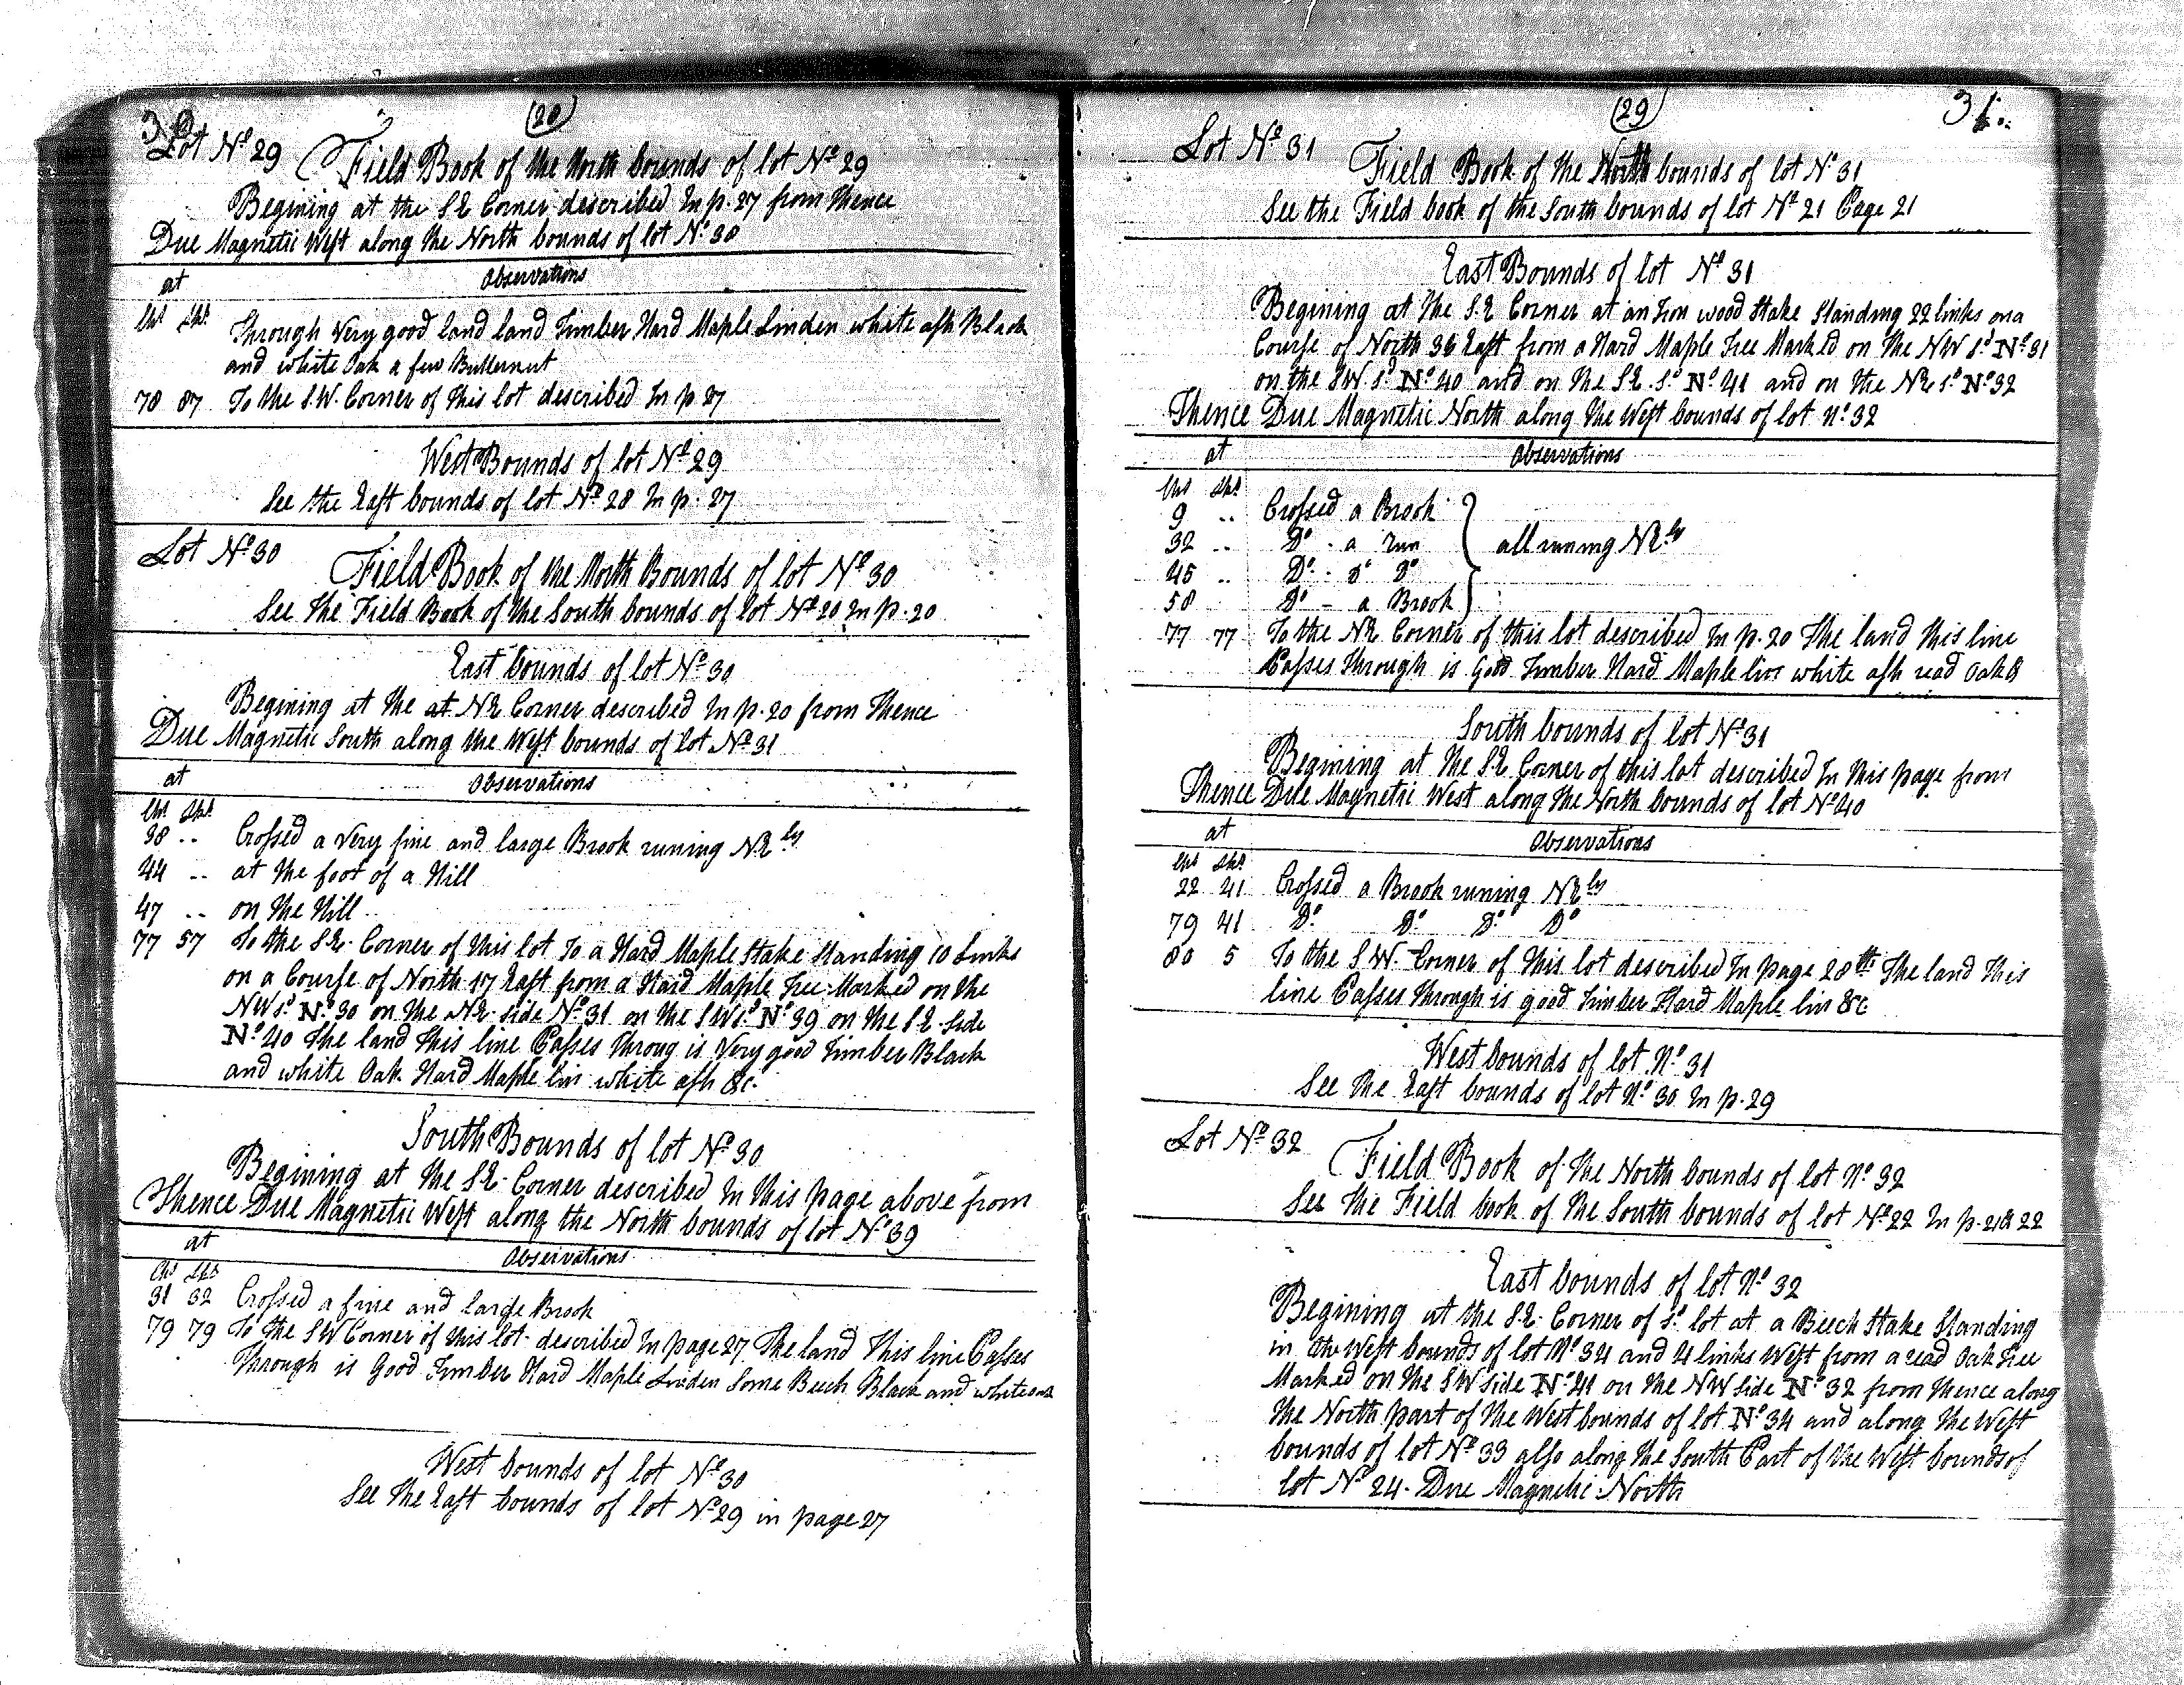 30
(28)
Lot Nº 29
Field Book of the North bounds of lot Nº 29
Begining at the SE Corner described In p. 27 from Thence
Due Magnetic West along the North bounds of lot Nº 30
at Observations
Chs Lks Through Very good land land Timber Hard Maple Linden white ash Black
and white Oak a few Butternut
78 87 To the S.W. Corner of this lot described In p 27
West Bounds of lot Nº 29
See the East bounds of lot Nº 28 In p. 27
Lot Nº 30
Field Book of the North Bounds of lot Nº 30
See The Field Book of the South bounds of lot Nº 20 In p. 20
East bounds of lot Nº 30
Begining at the at NE Corner described In p. 20 from Thence
Due Magnetic South along the West bounds of lot Nº 31
at Observations
Chs Lks
38 .. Crossed a Very fine and large Brook runing NEly
44 .. at the foot of a Hill
47 .. on the Hill
77 57 To the SE. Corner of this lot To a Hard Maple Stake Standing 10 Links
on a Course of North 17 East from a Hard Maple Tree Marked on the
NW sd Nº 30 on the NE. side Nº 31 on the SW sd Nº 39 on the SE. side
Nº 40 The land this line Passes Throug is Very good Timber Black
and white Oak Hard Maple lin white ash &c.
South Bounds of lot Nº 30
Begining at the SE. Corner described In this page above from
Thence Due Magnetic West along the North bounds of lot Nº 39
at Observations
Chs Lks
31 32 Crossed a fine and large Brook
79 79 To the SW Corner of this lot described In page 27 The land This line Passes
Through is Good Timber Hard Maple Linden Some Beech Black and white oak
West bounds of lot Nº 30
See The East bounds of lot Nº 29 in page 27
(29)
31.
Lot Nº 31
Field Book of the North bounds of lot Nº 31
See the Field book of the South bounds of lot Nº 21 Page 21
East Bounds of lot Nº 31
Begining at the S.E Corner at an Iron wood Stake Standing 22 links on a
Course of North 36 East from a Hard Maple Tree Marked on the NW sd Nº 31
on the SW. sd Nº 40 and on the SE. sd Nº 41 and on the NE sd Nº 32
Thence Due Magnetic North along the West bounds of lot Nº 32
at Observations
Chs Lks
9 .. Crossed a Brook
32 .. Dº . a run
all runing NEly
45 .. Dº . Dº Dº
58 Dº - a Brook
77 77 To the NE Corner of this lot described In p. 20 The land this line
Passes Through is Good Timber Hard Maple lin white ash read Oak &
South bounds of lot Nº 31
Begining at the SE Corner of this lot described In this page from
Thence Due Magnetic West along the North bounds of lot Nº 40
at Observations
Chs Lks
22 41 Crossed a Brook runing NEly
79 41 Dº Dº Dº Dº
80 5 To the S W. Corner of this lot described In page 28th The land This
line Passes through is good Timber Hard Maple lin &c
West bounds of lot Nº 31
See the East bounds of lot Nº 30 In p. 29
Lot Nº 32
Field Book of the North bounds of lot Nº 32
See the Field book of the South bounds of lot Nº 22 In p. 21 & 22
East bounds of lot Nº 32
Begining at the SE. Corner of sd lot at a Beech Stake Standing
in the West bounds of lot Nº 34 and 4 links West from a read Oak Tree
Marked on the SW side Nº 41 on the NW side Nº 32 from thence along
the North part of the West bounds of lot Nº 34 and along the West
bounds of lot Nº 33 also along the South Part of the West bounds of
lot Nº 24. Due Magnetic North